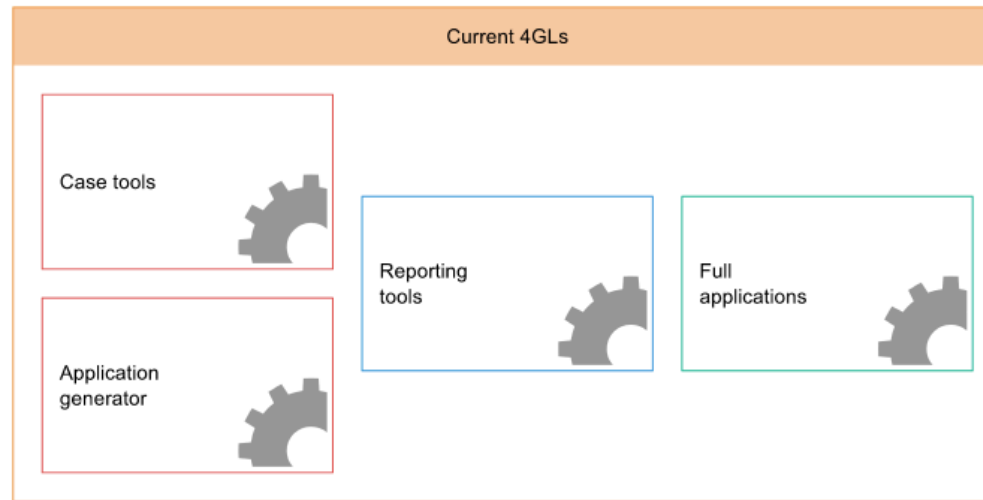 Current 4GLs
Case tools
Application
generator
Reporting
tools
Full
applications